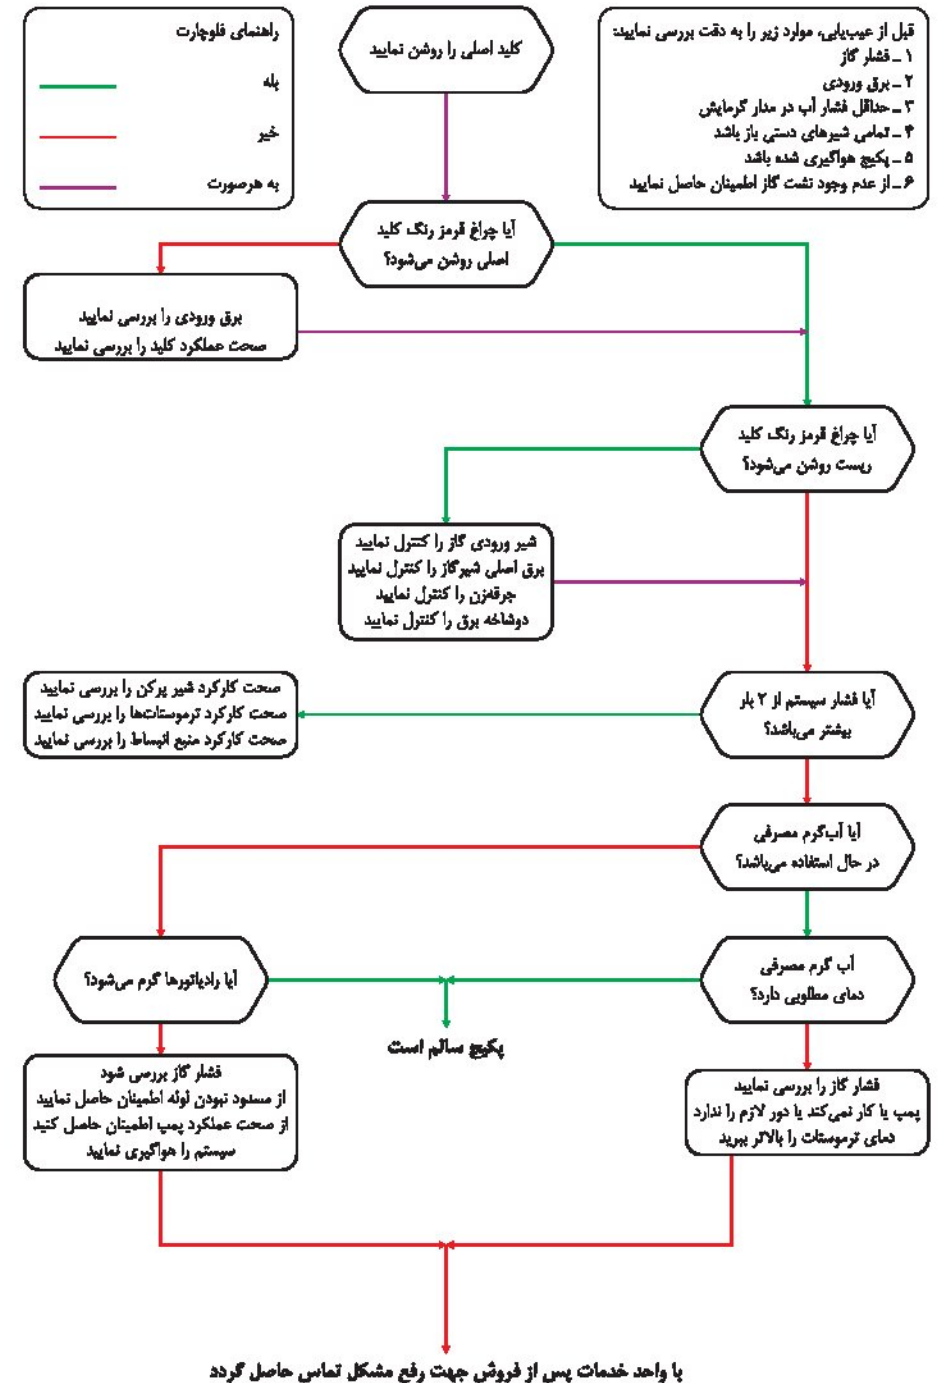 قبل از عیب‌یابی، موارد زیر را به دقت بررسی نمایید:
۱ ـ فشار گاز
۲ ـ برق ورودی
۳ ـ حداقل فشار آب در مدار گرمایش
۴ ـ تمامی شیرهای دستی باز باشد
۵ ـ پکیج هواگیری شده باشد
۶ ـ از عدم وجود نشت گاز اطمینان حاصل نمایید
کلید اصلی را روشن نمایید
راهنمای فلوچارت
بله
خیر
به هرصورت
آیا چراغ قرمز رنگ کلید
اصلی روشن می‌شود؟
برق ورودی را بررسی نمایید
صحت عملکرد کلید را بررسی نمایید
آیا چراغ قرمز رنگ کلید
ریست روشن می‌شود؟
شیر ورودی گاز را کنترل نمایید
برق اصلی شیرگاز را کنترل نمایید
جرقه‌زن را کنترل نمایید
دوشاخه برق را کنترل نمایید
آیا فشار سیستم از ۲ بار
بیشتر می‌باشد؟
صحت کارکرد شیر پرکن را بررسی نمایید
صحت کارکرد ترموستات‌ها را بررسی نمایید
صحت کارکرد منبع انبساط را بررسی نمایید
آیا آب‌گرم مصرفی
در حال استفاده می‌باشد؟
آب گرم مصرفی
دمای مطلوبی دارد؟
آیا رادیاتورها گرم می‌شود؟
پکیج سالم است
فشار گاز را بررسی نمایید
پمپ یا کار نمی‌کند یا دور لازم را ندارد
دمای ترموستات را بالاتر ببرید
فشار گاز بررسی شود
از مسدود نبودن لوله اطمینان حاصل نمایید
از صحت عملکرد پمپ اطمینان حاصل کنید
سیستم را هواگیری نمایید
با واحد خدمات پس از فروش جهت رفع مشکل تماس حاصل گردد